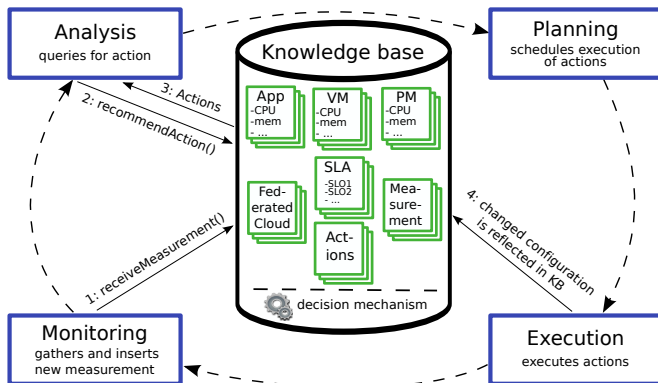 Analysis
queries for action
Planning
schedules execution
of actions
Knowledge base
3: Actions
2: recommendAction()
App
-CPU
-mem
- ...
VM
-CPU
-mem
- ...
PM
-CPU
-mem
- ...
SLA
-SLO1
-SLO2
- ...
Fed-
erated
Cloud
Mea-
sure-
ment
Act-
ions
1: receiveMeasurement()
4: changed configuration
is reflected in
KB
decision mechanism
Monitoring
gathers and inserts
new measurement
Execution
executes actions